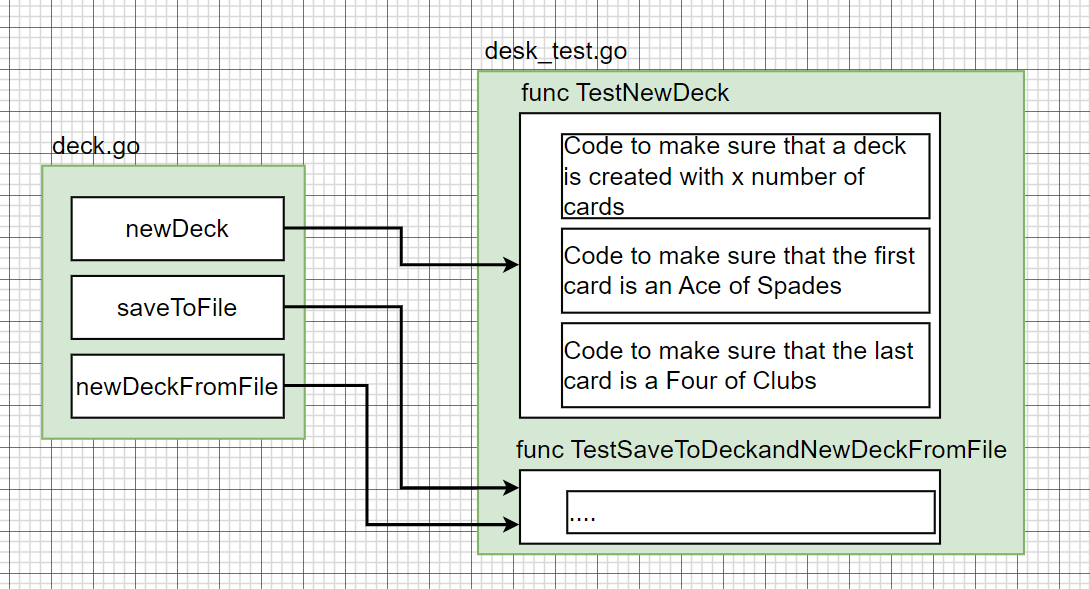 deck.go
newDeck
saveToFile
newDeckFromFile
desk_test.go
func TestNewDeck
Code to make sure that a deck
is created with x number of
cards
Code to make sure that the first
card is an Ace of Spades
Code to make sure that the last
card is a Four of Clubs
func TestSaveToDeckandNewDeckFromFile
....